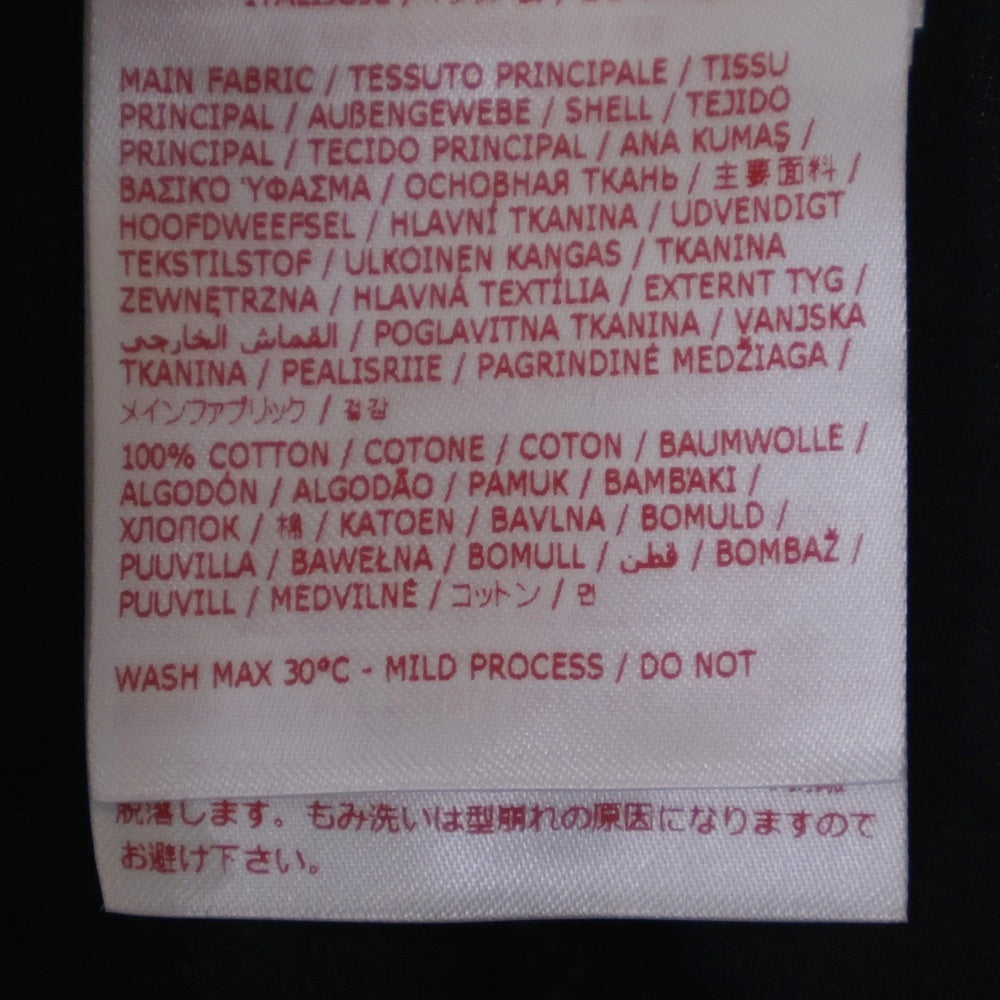 MAIN FABRIC / TESSUTO PRINCIPALE / TISSU
PRINCIPAL / AUßENGEWEBE / SHELL / TEJIDO
PRINCIPAL / TECIDO PRINCIPAL / ANA KUMAŞ /
ΒΑΣΙΚΌ ΎΦΑΣΜΑ / ОСНОВНАЯ ТКАНЬ / 主要面料 /
HOOFDWEEFSEL / HLAVNÍ TKANINA / UDVENDIGT
TEKSTILSTOF / ULKOINEN KANGAS / TKANINA
ZEWNĘTRZNA / HLAVNÁ TEXTÍLIA / EXTERNT TYG /
القماش الخارجي / POGLAVITNA TKANINA / VANJSKA
TKANINA / PEALISRIIE / PAGRINDINĖ MEDŽIAGA /
メインファブリック / 겉감
100% COTTON / COTONE / COTON / BAUMWOLLE /
ALGODÓN / ALGODÃO / PAMUK / ΒΑΜΒΆΚΙ /
ХЛОПОК / 棉 / KATOEN / BAVLNA / BOMULD /
PUUVILLA / BAWEŁNA / BOMULL / قطن / BOMBAŽ /
PUUVILL / MEDVILNĖ / コットン / 면
WASH MAX 30°C - MILD PROCESS / DO NOT
脱落します。もみ洗いは型崩れの原因になりますので
お避け下さい。